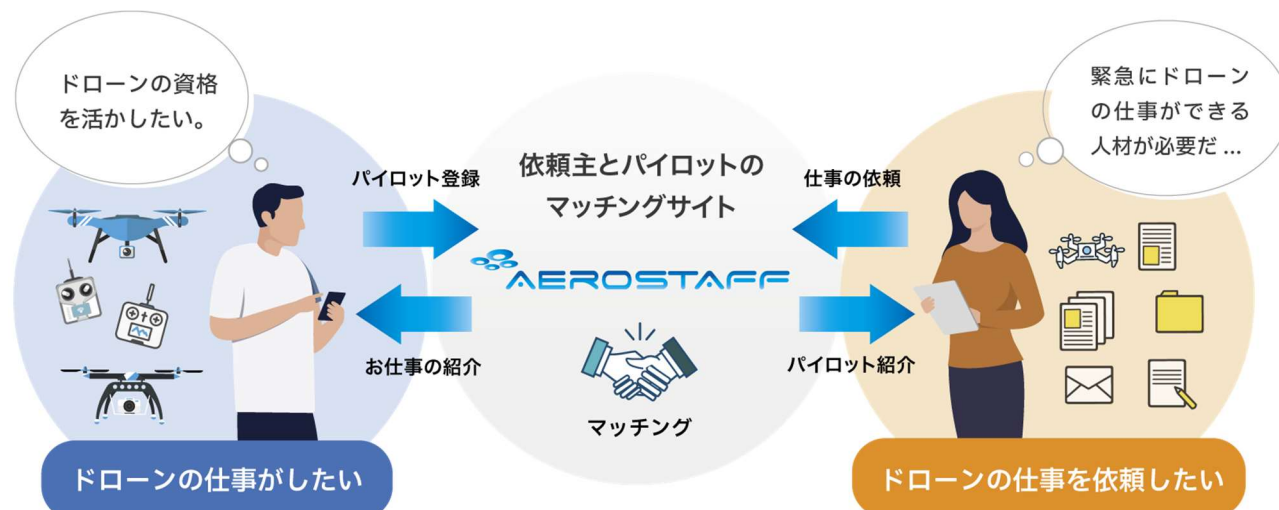 ドローンの資格
を活かしたい。
緊急にドローン
の仕事ができる
人材が必要だ ...
パイロット登録
依頼主とパイロットの
マッチングサイト
仕事の依頼
AEROSTAFF
お仕事の紹介
パイロット紹介
マッチング
ドローンの仕事がしたい
ドローンの仕事を依頼したい